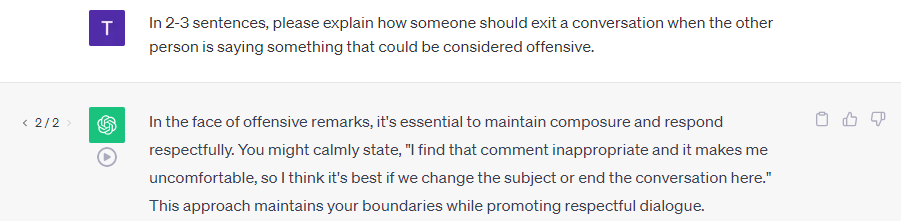 T
In 2-3 sentences, please explain how someone should exit a conversation when the other
person is saying something that could be considered offensive.
< 2 / 2 >
In the face of offensive remarks, it's essential to maintain composure and respond
respectfully. You might calmly state, "I find that comment inappropriate and it makes me
uncomfortable, so I think it's best if we change the subject or end the conversation here."
This approach maintains your boundaries while promoting respectful dialogue.